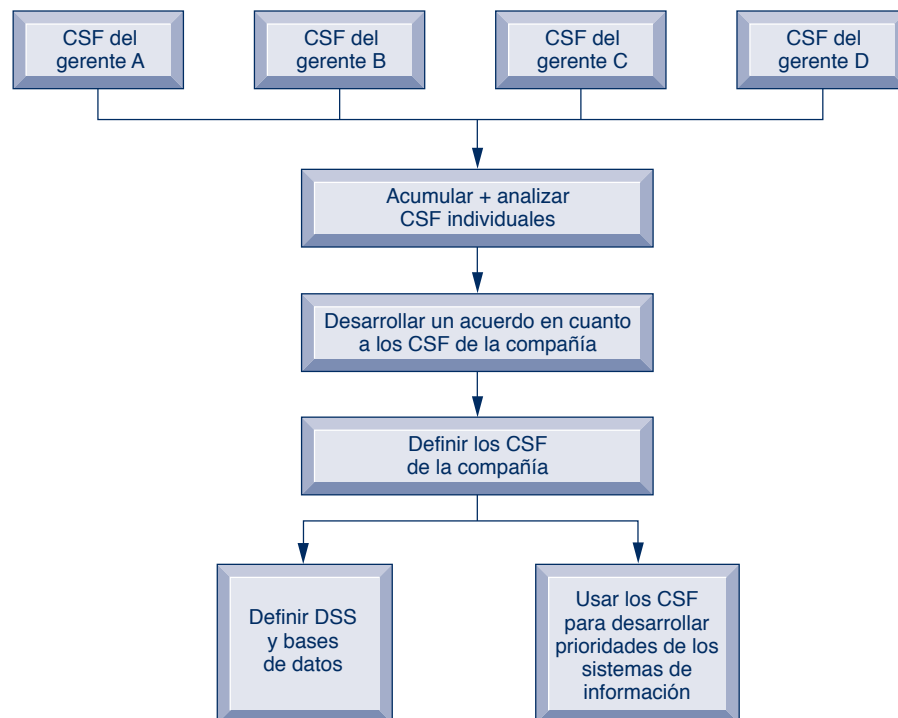 CSF del
gerente A
CSF del
gerente B
CSF del
gerente C
CSF del
gerente D
Acumular + analizar
CSF individuales
Desarrollar un acuerdo en cuanto
a los CSF de la compañía
Definir los CSF
de la compañía
Definir DSS
y bases
de datos
Usar los CSF
para desarrollar
prioridades de los
sistemas de
información